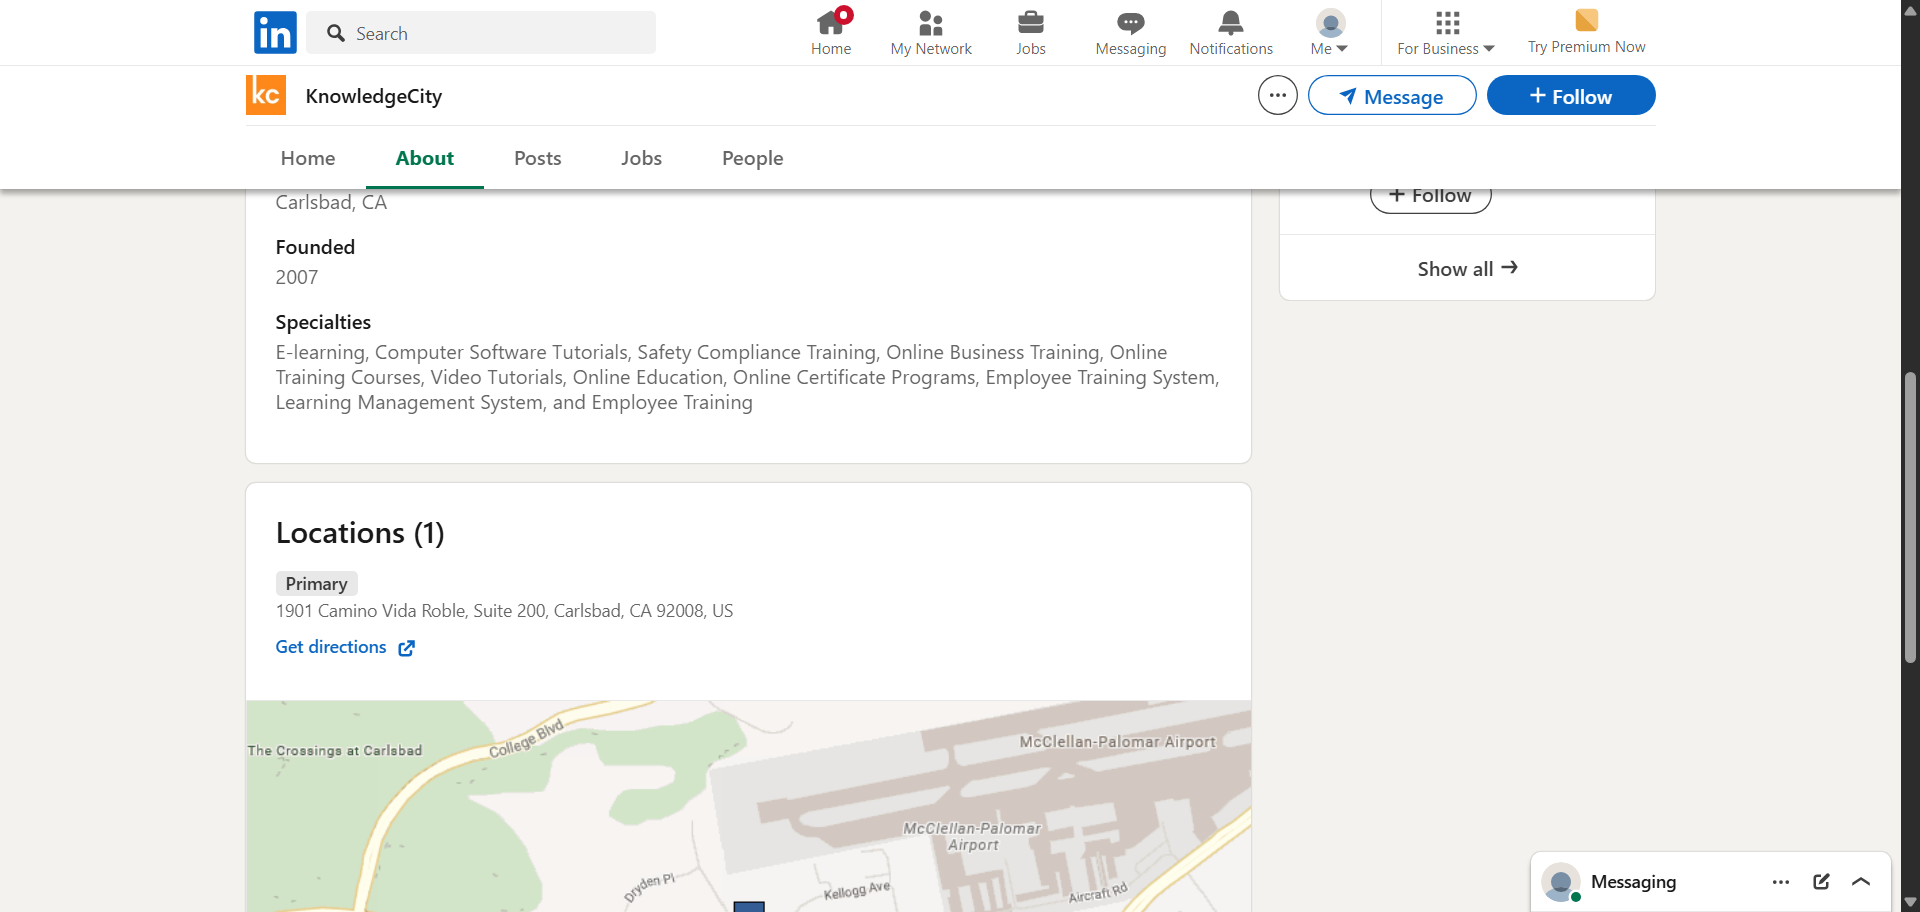 in
Search
Home
My Network
Jobs
Messaging
Notifications
Me
For Business
Try Premium Now
kc
KnowledgeCity
Message
+ Follow
Home
About
Posts
Jobs
People
Carlsbad, CA
+ Follow
Founded
2007
Show all →
Specialties
E-learning, Computer Software Tutorials, Safety Compliance Training, Online Business Training, Online
Training Courses, Video Tutorials, Online Education, Online Certificate Programs, Employee Training System,
Learning Management System, and Employee Training
Locations (1)
Primary
1901 Camino Vida Roble, Suite 200, Carlsbad, CA 92008, US
Get directions
The Crossings at Carlsbad
College Blvd
McClellan-Palomar Airport
McClellan-Palomar
Airport
Dryden Pl
Kellogg Ave
Aircraft Rd
Messaging